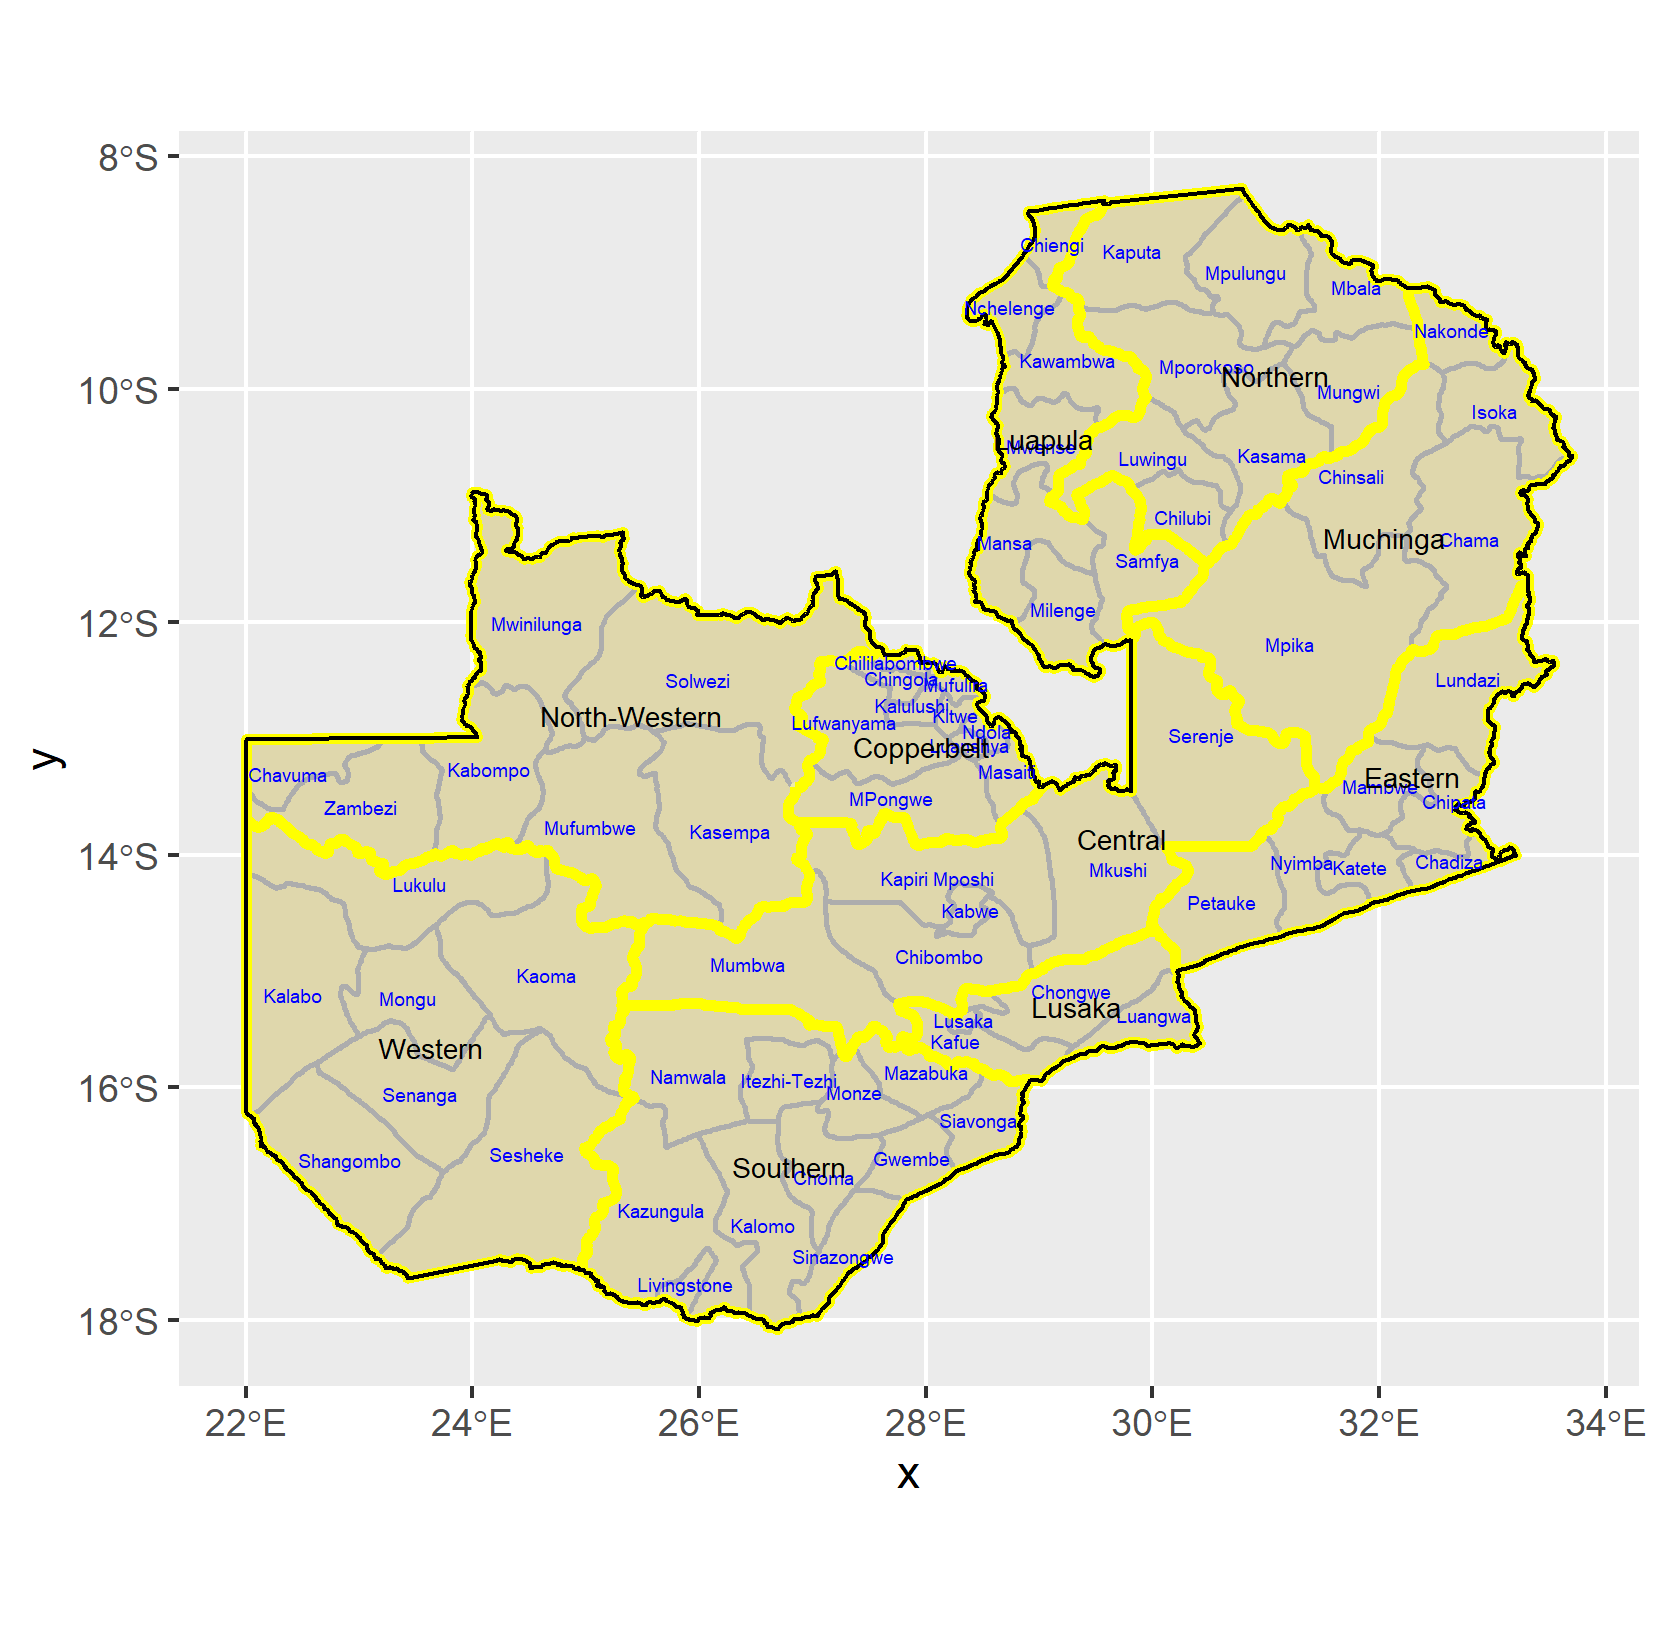 8°S
10°S
12°S
14°S
16°S
18°S
y
Chiengi
Kaputa
Mpulungu
Mbala
Nchelenge
Nakonde
Kawambwa
Mporokoso
Northern
Mungwi
Isoka
Luapula
Mwense
Luwingu
Kasama
Chinsali
Chilubi
Mansa
Muchinga
Chama
Samfya
Milenge
Mwinilunga
Mpika
Chililabombwe
Solwezi
Chingola
Mufulira
Lundazi
Kalulushi
North-Western
Kitwe
Lufwanyama
Ndola
Serenje
Copperbelt
Luanshya
Chavuma
Kabompo
Masaiti
Eastern
Mambwe
Zambezi
MPongwe
Chipata
Mufumbwe
Kasempa
Central
Mkushi
Nyimba
Katete
Chadiza
Lukulu
Kapiri Mposhi
Petauke
Kabwe
Chibombo
Kaoma
Mumbwa
Kalabo
Mongu
Chongwe
Lusaka
Luangwa
Lusaka
Kafue
Western
Namwala
Itezhi-Tezhi
Mazabuka
Monze
Senanga
Siavonga
Shangombo
Sesheke
Gwembe
Southern
Choma
Kazungula
Kalomo
Sinazongwe
Livingstone
22°E
24°E
26°E
28°E
30°E
32°E
34°E
x